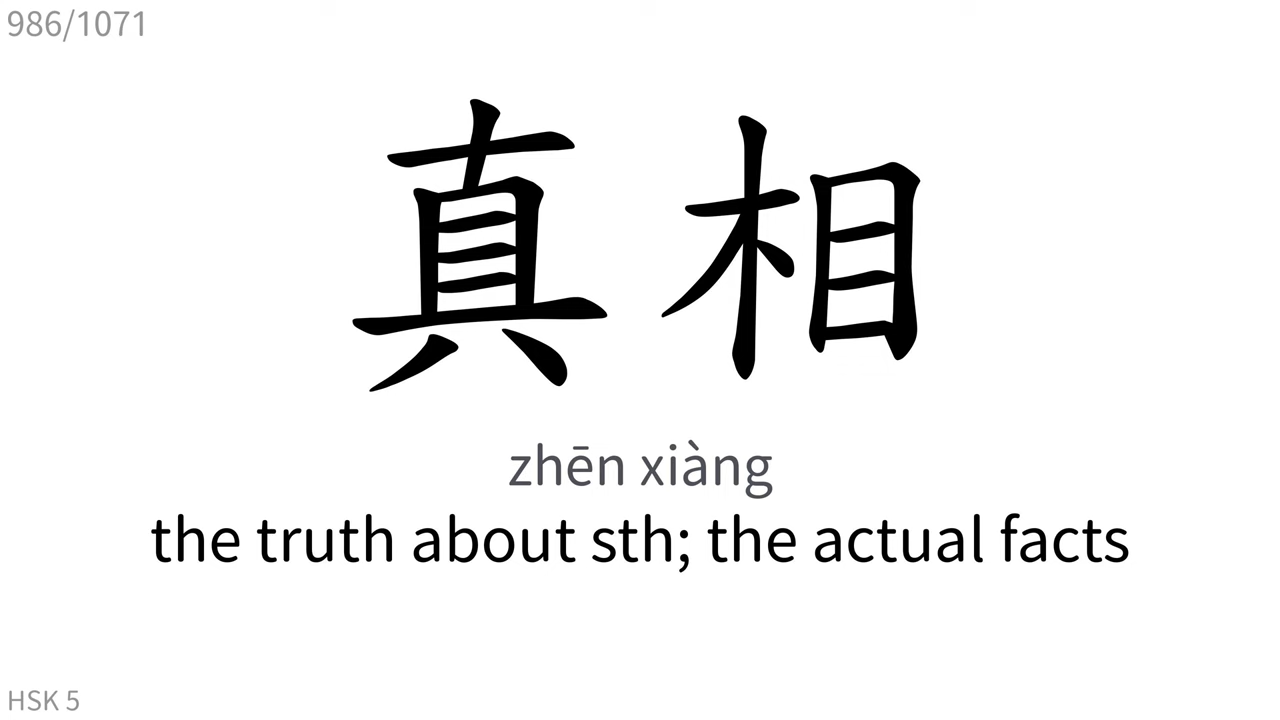 986/1071
真相
zhēn xiàng
the truth about sth; the actual facts
HSK 5